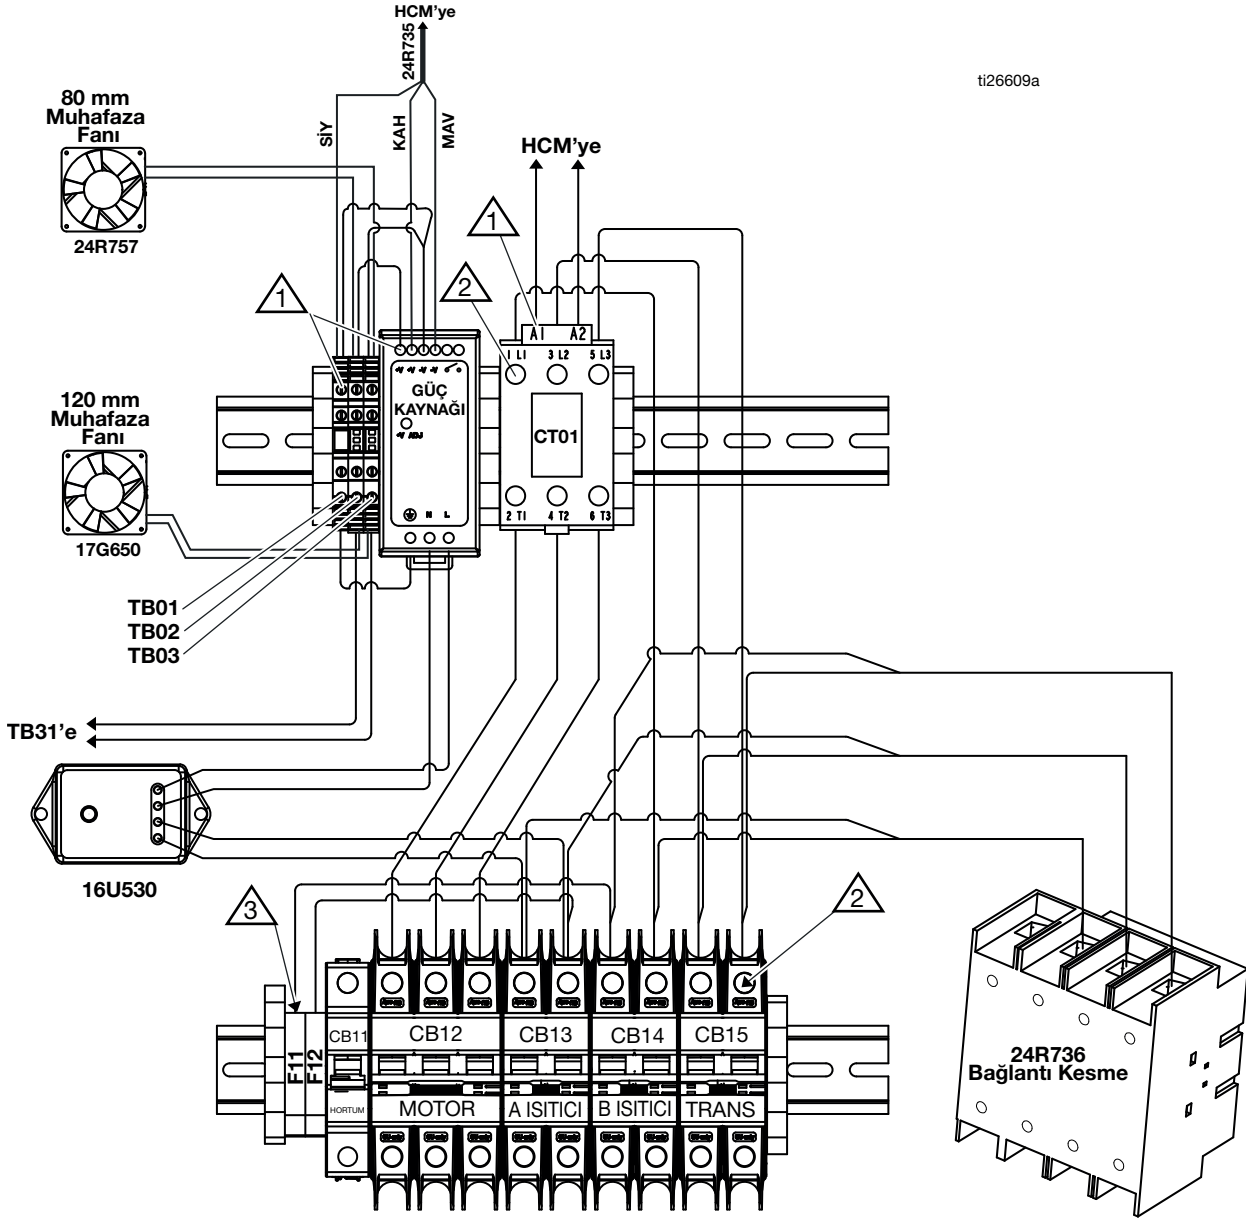 HCM'ye
24R735
ti26609a
80 mm
Muhafaza
Fanı
24R757
SİY
KAH
MAV
HCM'ye
1
2
1
A1 A2
1 L1 3 L2 5 L3
GÜÇ
KAYNAĞI
CT01
120 mm
Muhafaza
Fanı
17G650
N L
2 T1 4 T2 6 T3
TB01
TB02
TB03
TB31'e
16U530
3
2
F11
F12
CB11
CB12
CB13
CB14
CB15
HORTUM
MOTOR
A ISITICI
B ISITICI
TRANS
24R736
Bağlantı Kesme